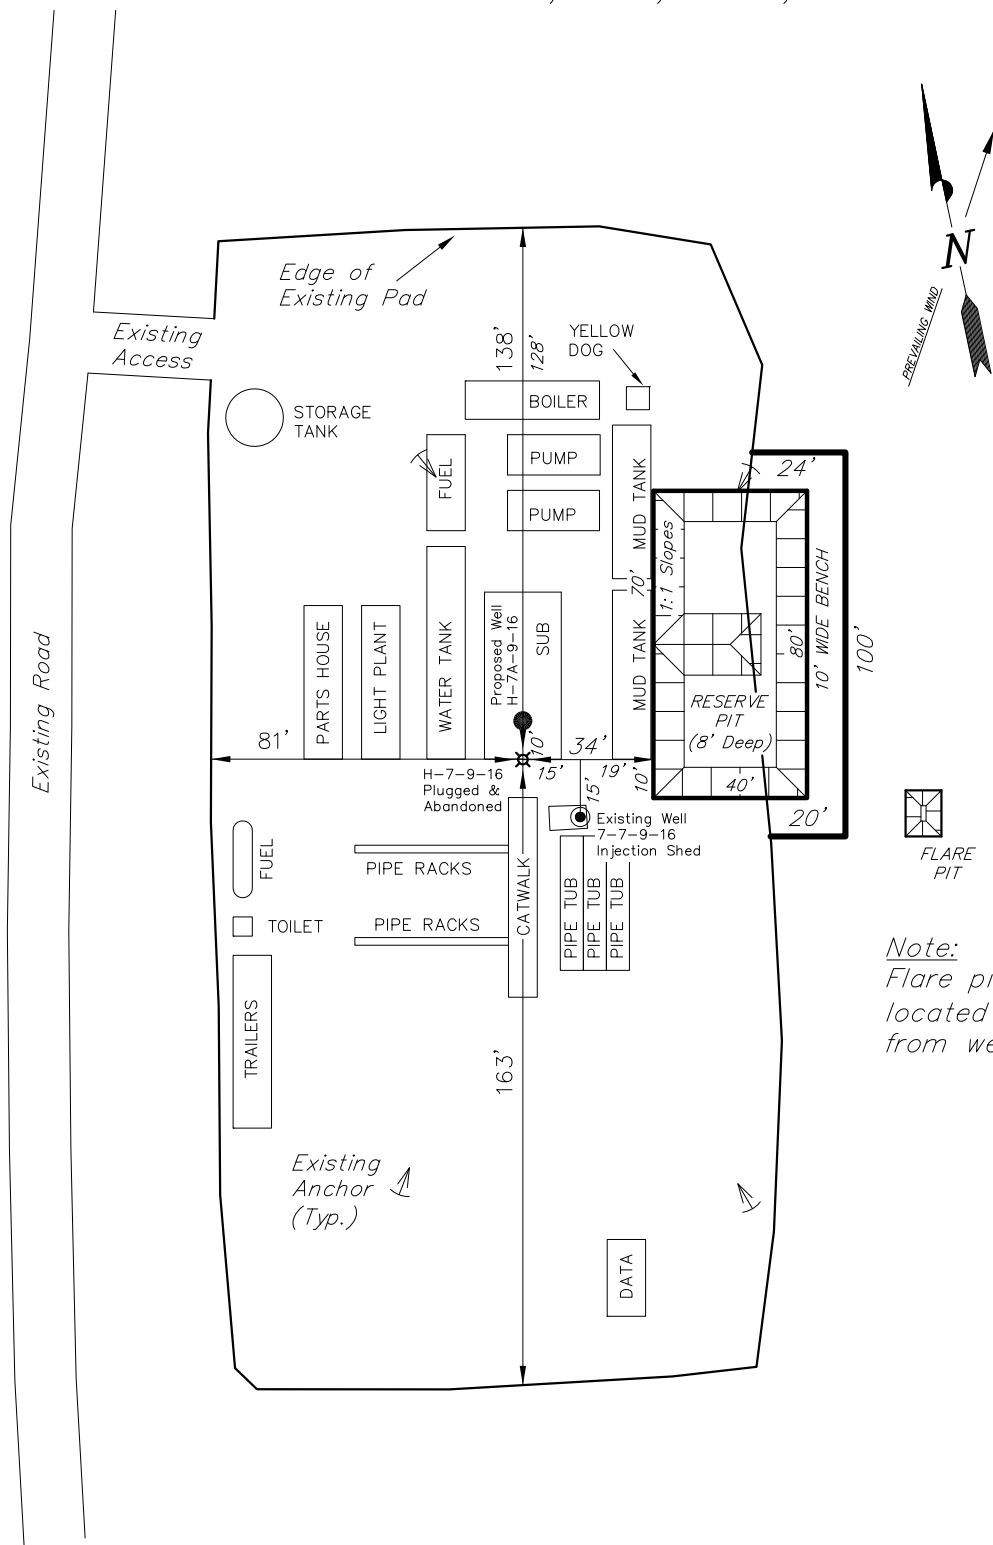 Edge of
Existing Pad
N
PREVAILING WIND
Existing
Access
138'
128'
YELLOW
DOG
STORAGE
TANK
BOILER
PUMP
PUMP
FUEL
MUD TANK
70'
MUD TANK
1:1 Slopes
24'
10' WIDE BENCH
100'
80'
RESERVE
PIT
(8' Deep)
40'
20'
Existing Road
PARTS HOUSE
LIGHT PLANT
WATER TANK
Proposed Well
H-7A-9-16
SUB
81'
10'
34'
15'
19'
10'
15'
H-7-9-16
Plugged &
Abandoned
Existing Well
7-7-9-16
Injection Shed
FUEL
PIPE RACKS
TOILET
PIPE RACKS
CATWALK
PIPE TUB
PIPE TUB
PIPE TUB
FLARE
PIT
Note:
Flare
located
from
TRAILERS
163'
Existing
Anchor
(Typ.)
DATA